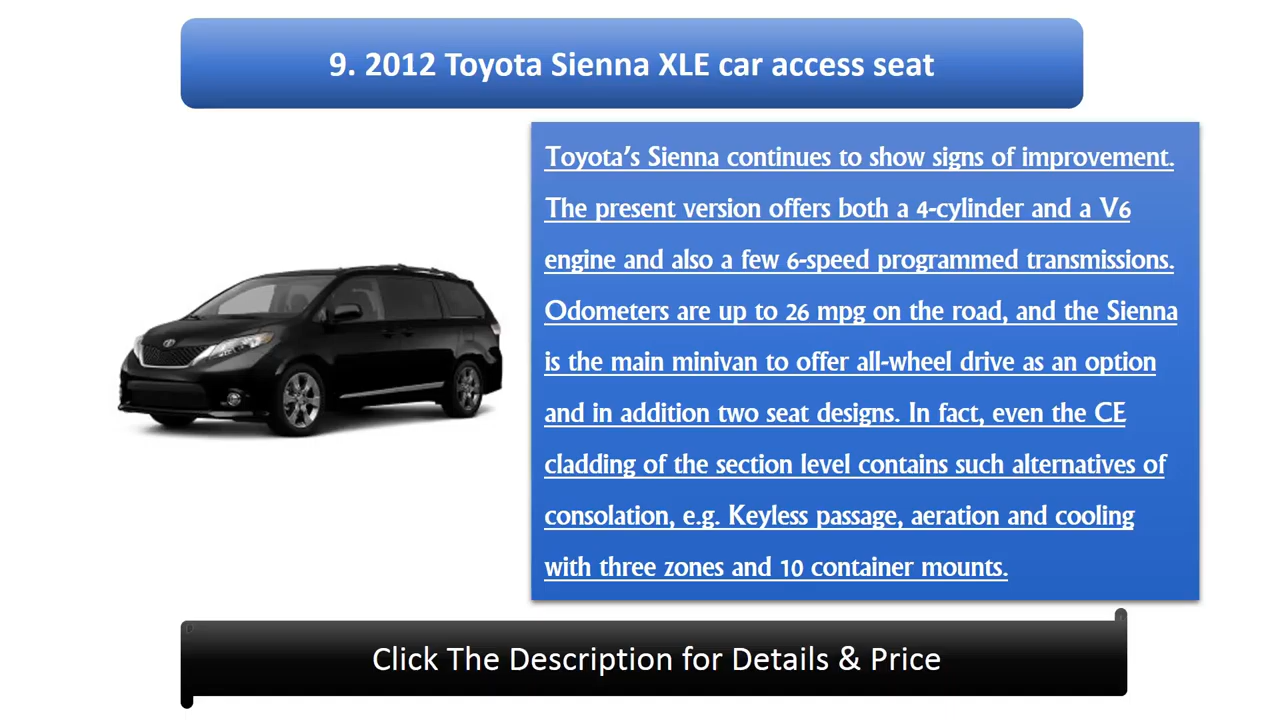 9. 2012 Toyota Sienna XLE car access seat
Toyota’s Sienna continues to show signs of improvement.
The present version offers both a 4-cylinder and a V6
engine and also a few 6-speed programmed transmissions.
Odometers are up to 26 mpg on the road, and the Sienna
is the main minivan to offer all-wheel drive as an option
and in addition two seat designs. In fact, even the CE
cladding of the section level contains such alternatives of
consolation, e.g. Keyless passage, aeration and cooling
with three zones and 10 container mounts.
Click The Description for Details & Price